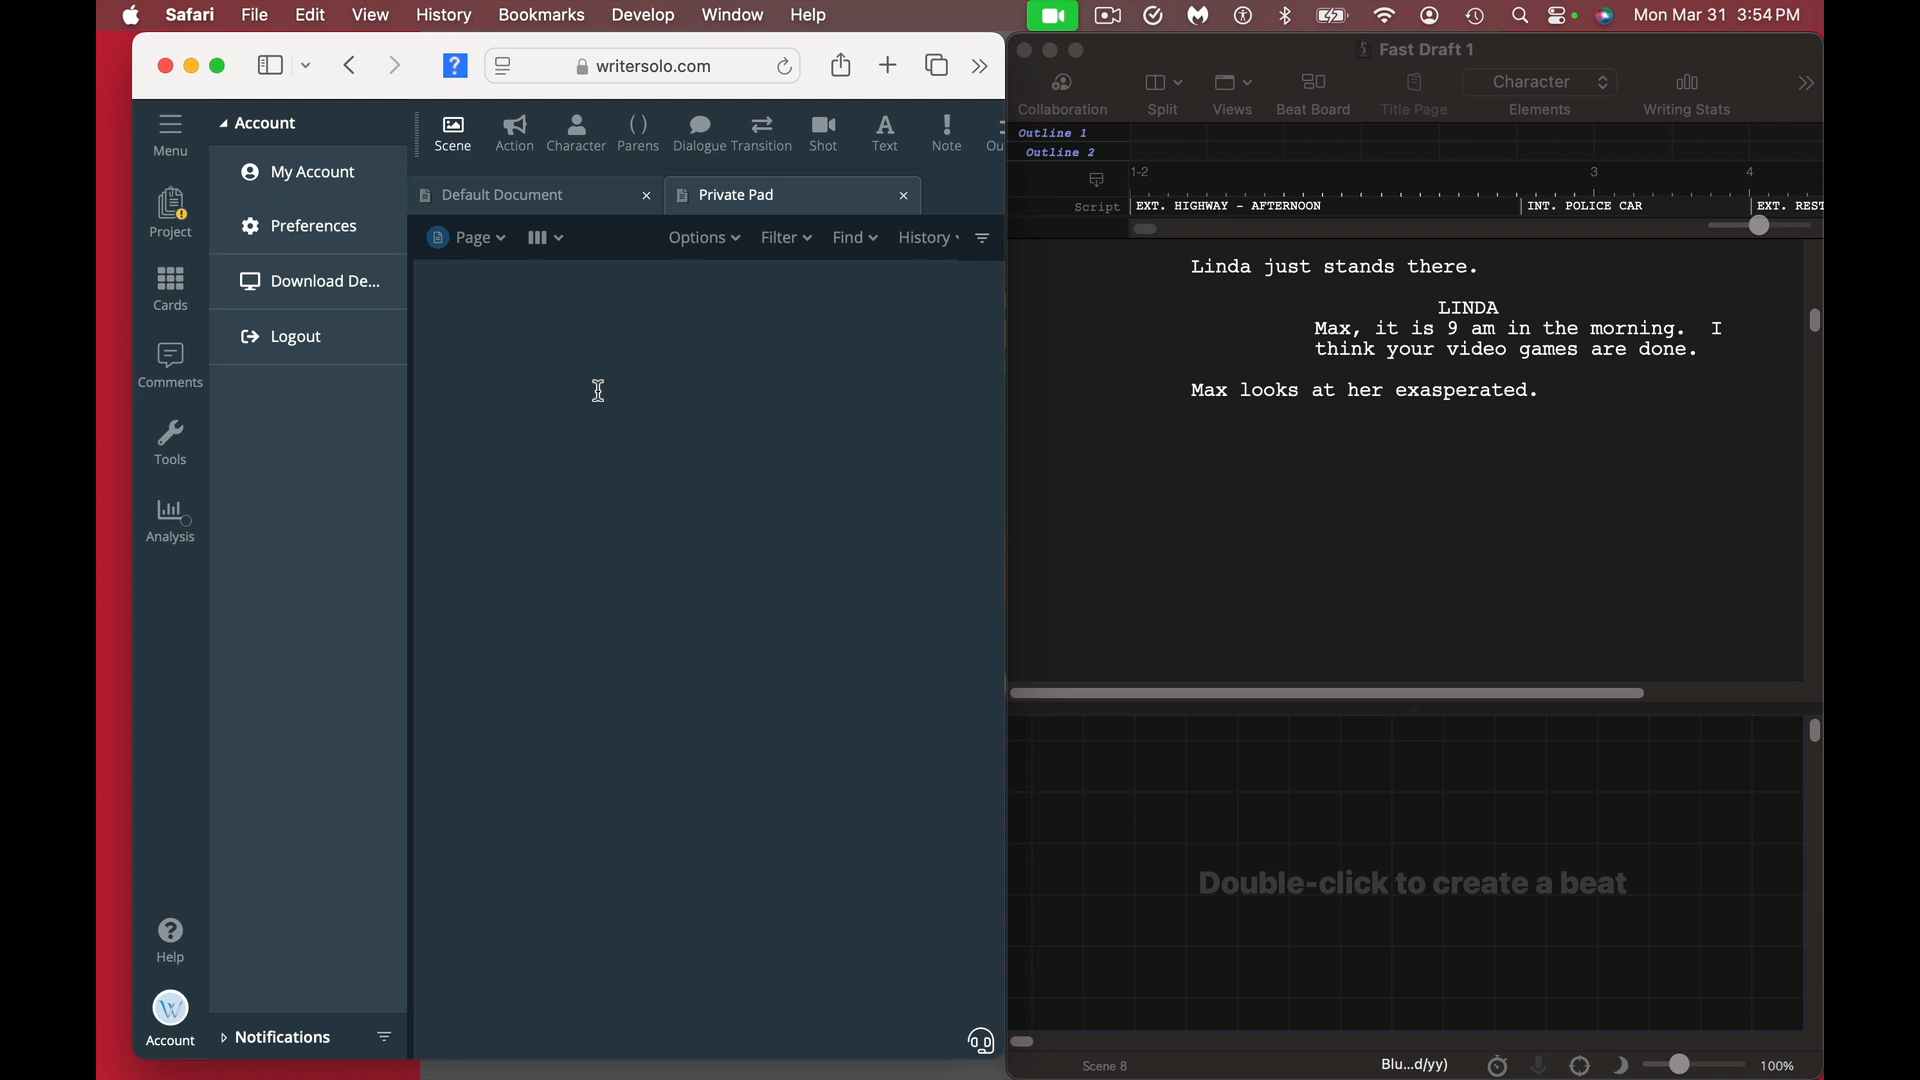 Safari File Edit View History Bookmarks Develop Window Help Mon Mar 31 3:54 PM
writersolo.com
Menu
Project
Cards
Comments
Tools
Analysis
Help
Account
Account
My Account
Preferences
Download De...
Logout
Notifications
Scene Action Character Parens Dialogue Transition Shot Text Note Ou
Default Document Private Pad
Page Options Filter Find History
Fast Draft 1
Character
Collaboration Split Views Beat Board Title Page Elements Writing Stats
Outline 1
Outline 2
1-2 3 4
Script EXT. HIGHWAY - AFTERNOON INT. POLICE CAR EXT. REST
Linda just stands there.
LINDA
Max, it is 9 am in the morning. I
think your video games are done.
Max looks at her exasperated.
Double-click to create a beat
Scene 8 Blu...d/yy) 100%